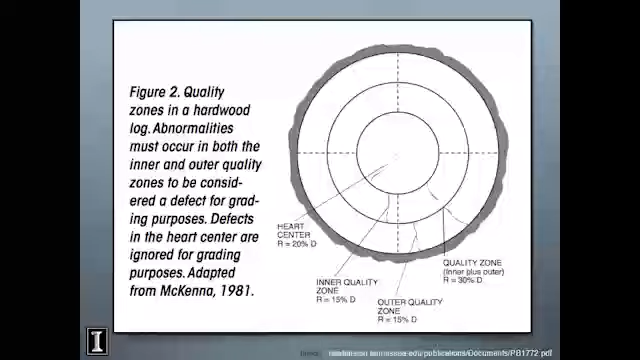 Figure 2. Quality
zones in a hardwood
log. Abnormalities
must occur in both the
inner and outer quality
zones to be consid-
ered a defect for grad-
ing purposes. Defects
in the heart center are
ignored for grading
purposes. Adapted
from McKenna, 1981.
HEART
CENTER
R = 20% D
INNER QUALITY
ZONE
R = 15% D
OUTER QUALITY
ZONE
R = 15% D
QUALITY ZONE
(Inner plus outer)
R = 30% D
I